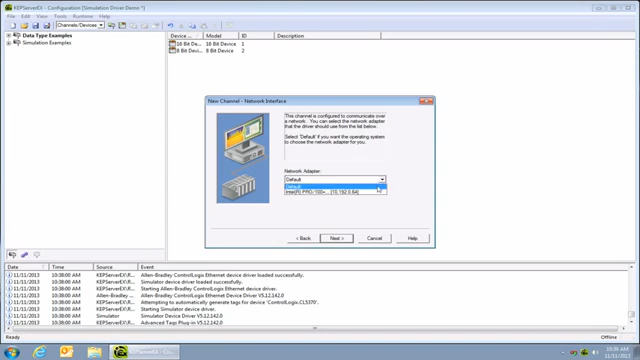 KEPServerEX - Configuration [Simulation Driver Demo *]
File Edit View Tools Runtime Help
Channels/Devices
Data Type Examples
Simulation Examples
Device ... Model ID Description
16 Bit De... 16 Bit Device 1
8 Bit De... 8 Bit Device 2
New Channel - Network Interface
This channel is configured to communicate over
a network. You can select the network adapter
that the driver should use from the list below.
Select 'Default' if you want the operating system
to choose the network adapter for you.
Network Adapter:
Default
Default
Intel(R) PRO/100+... [10.192.0.64]
< Back Next > Cancel Help
Date Time Source Event
11/11/2013 10:38:00 AM KEPServerEX\R... Allen-Bradley ControlLogix Ethernet device driver loaded successfully.
11/11/2013 10:38:00 AM KEPServerEX\R... Simulator device driver loaded successfully.
11/11/2013 10:38:00 AM KEPServerEX\R... Starting Allen-Bradley ControlLogix Ethernet device driver.
11/11/2013 10:38:00 AM Allen-Bradley ... Allen-Bradley ControlLogix Ethernet Device Driver V5.12.142.0
11/11/2013 10:38:00 AM KEPServerEX\R... Attempting to automatically generate tags for device 'ControlLogix.CL5370'.
11/11/2013 10:38:00 AM KEPServerEX\R... Starting Simulator device driver.
11/11/2013 10:38:00 AM Simulator Simulator Device Driver V5.12.142.0
11/11/2013 10:38:00 AM KEPServerEX\R... Advanced Tags Plug-in V5.12.142.0
Ready Offline
KEPServerEX - Co...
11/11/2013